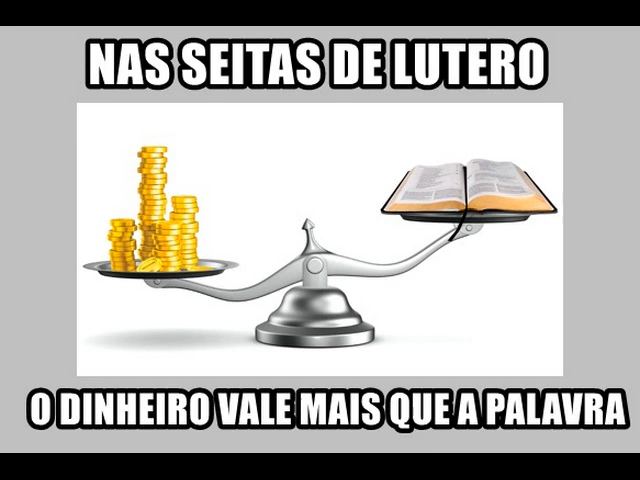 NAS SEITAS DE LUTERO
O DINHEIRO VALE MAIS QUE A PALAVRA